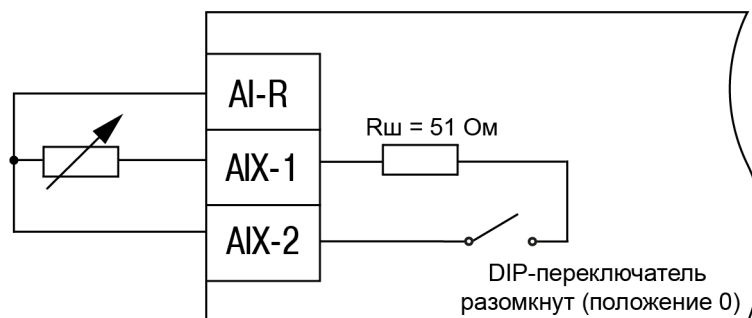 AI-R
Rш = 51 Ом
AIX-1
AIX-2
DIP-переключатель
разомкнут (положение 0)